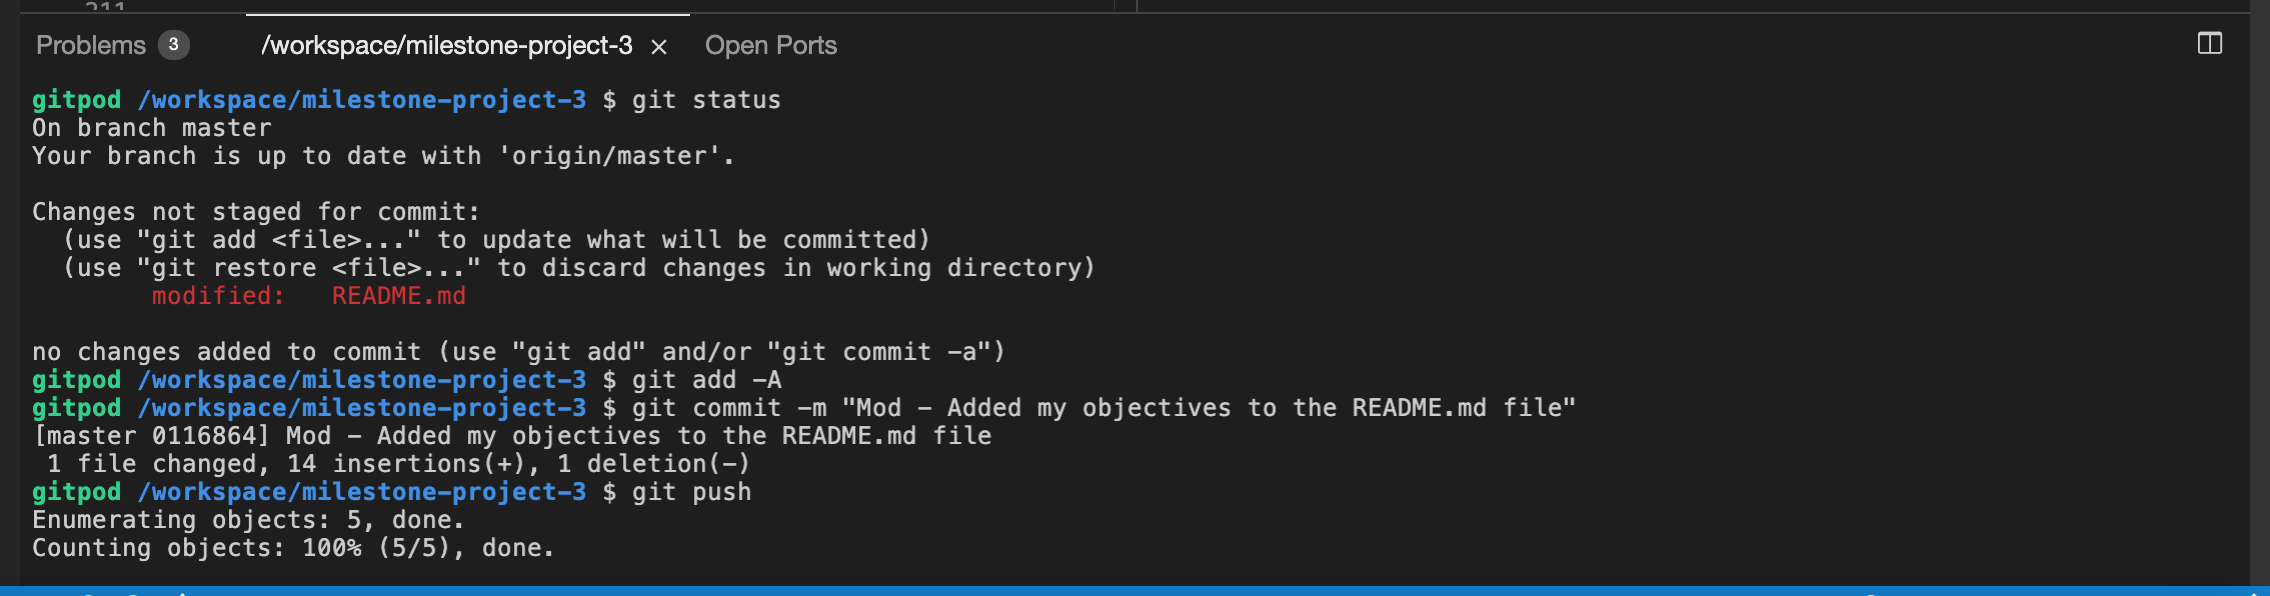 211
Problems 3 /workspace/milestone-project-3 × Open Ports
gitpod /workspace/milestone-project-3 $ git status
On branch master
Your branch is up to date with 'origin/master'.
Changes not staged for commit:
  (use "git add <file>..." to update what will be committed)
  (use "git restore <file>..." to discard changes in working directory)
        modified:   README.md
no changes added to commit (use "git add" and/or "git commit -a")
gitpod /workspace/milestone-project-3 $ git add -A
gitpod /workspace/milestone-project-3 $ git commit -m "Mod - Added my objectives to the README.md file"
[master 0116864] Mod - Added my objectives to the README.md file
 1 file changed, 14 insertions(+), 1 deletion(-)
gitpod /workspace/milestone-project-3 $ git push
Enumerating objects: 5, done.
Counting objects: 100% (5/5), done.